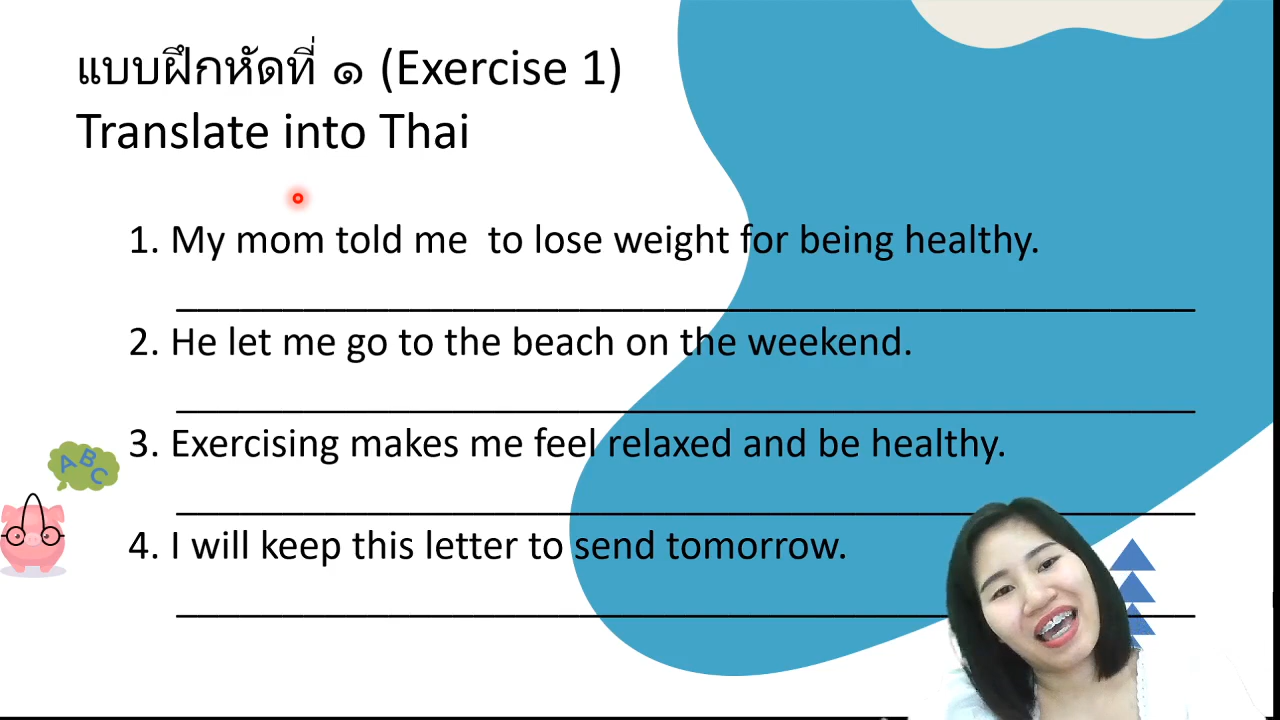 แบบฝึกหัดที่ ๑ (Exercise 1)
Translate into Thai
1. My mom told me  to lose weight for being healthy.
2. He let me go to the beach on the weekend.
3. Exercising makes me feel relaxed and be healthy.
4. I will keep this letter to send tomorrow.
A B C